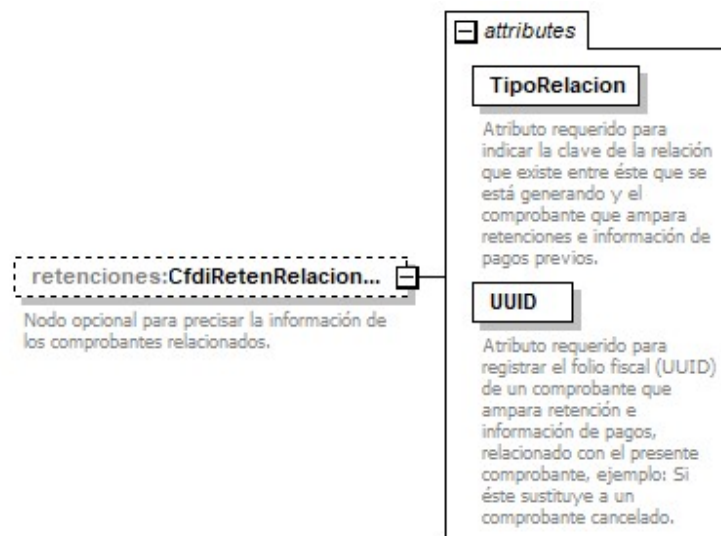 attributes
TipoRelacion
Atributo requerido para
indicar la clave de la relación
que existe entre éste que se
está generando y el
comprobante que ampara
retenciones e información de
pagos previos.
retenciones:CfdiRetenRelacion...
Nodo opcional para precisar la información de
los comprobantes relacionados.
UUID
Atributo requerido para
registrar el folio fiscal (UUID)
de un comprobante que
ampara retención e
información de pagos,
relacionado con el presente
comprobante, ejemplo: Si
éste sustituye a un
comprobante cancelado.